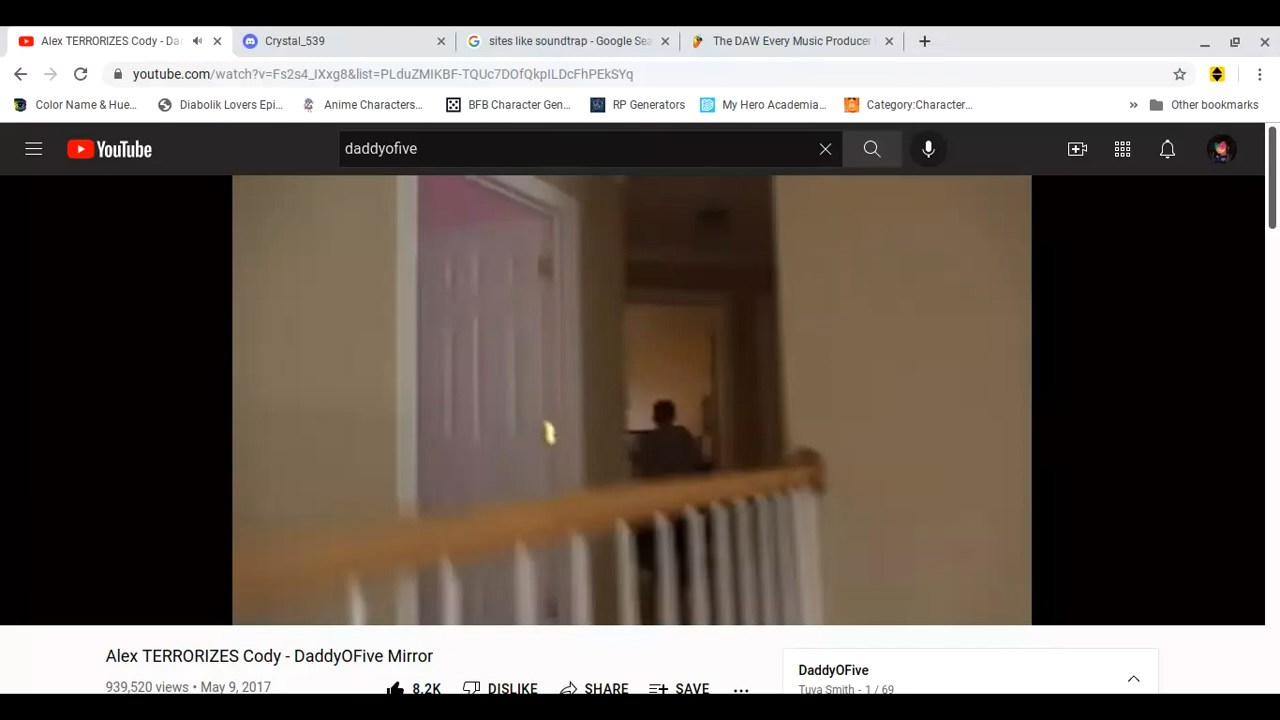 Alex TERRORIZES Cody - Da
Crystal_539
sites like soundtrap - Google Sea
The DAW Every Music Producer
youtube.com/watch?v=Fs2s4_IXxg8&list=PLduZMIKBF-TQUc7DOfQkpILDcFhPEkSYq
Color Name & Hue...
Diabolik Lovers Epi...
Anime Characters...
BFB Character Gen...
RP Generators
My Hero Academia...
Category:Character...
Other bookmarks
YouTube
daddyofive
Alex TERRORIZES Cody - DaddyOFive Mirror
939,520 views • May 9, 2017
8.2K
DISLIKE
SHARE
SAVE
DaddyOFive
Tuva Smith - 1 / 69